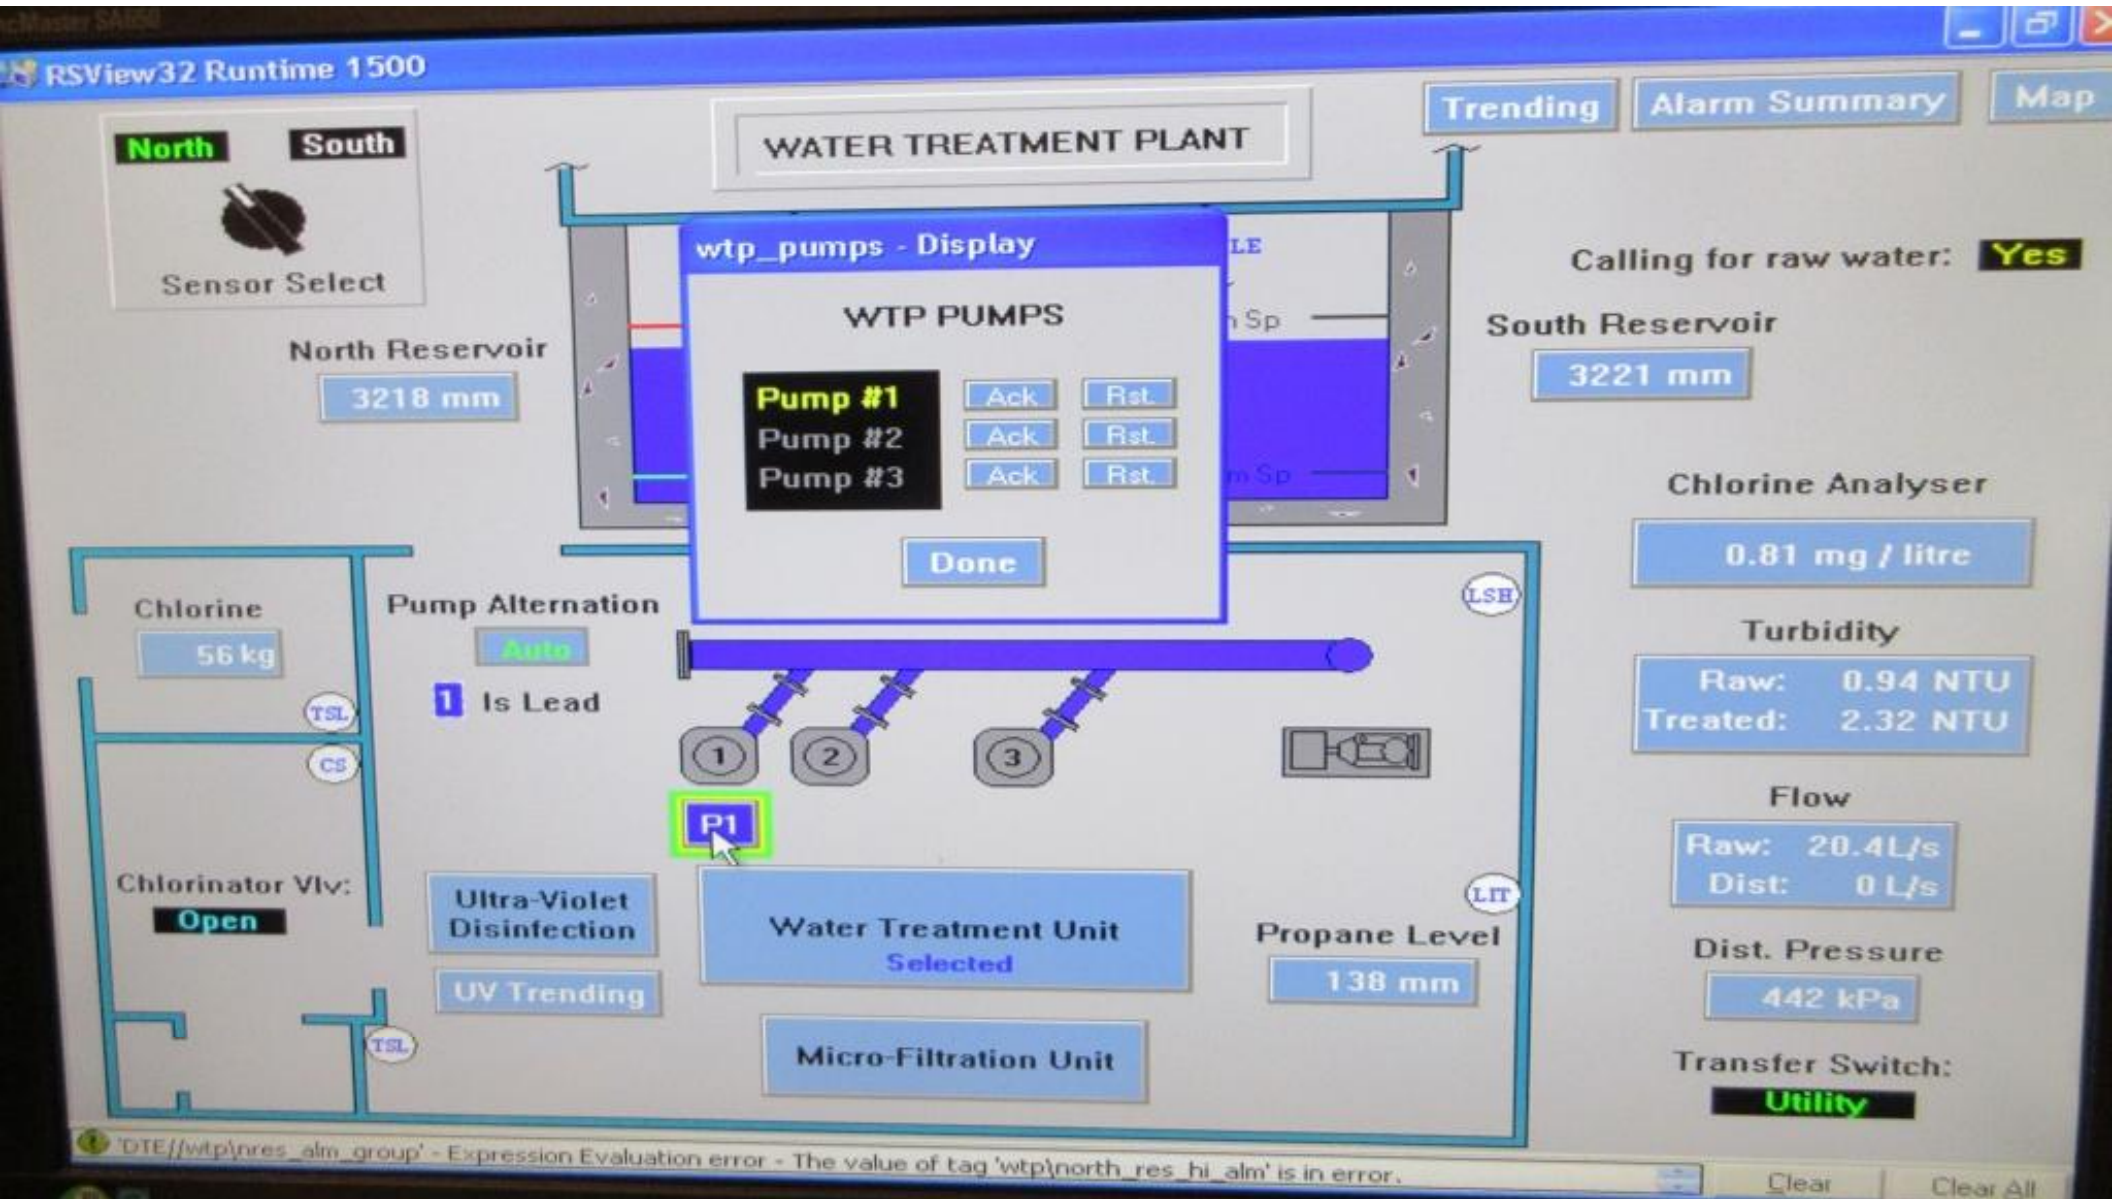 RSView32 Runtime 1500
Trending
Alarm Summary
Map
North
South
Sensor Select
WATER TREATMENT PLANT
Calling for raw water: Yes
North Reservoir
3218 mm
South Reservoir
3221 mm
LE
Sp
Sp
wtp_pumps - Display
WTP PUMPS
Pump #1 Ack Rst.
Pump #2 Ack Rst.
Pump #3 Ack Rst.
Done
Chlorine Analyser
0.81 mg / litre
Chlorine
56 kg
TSL
CS
Pump Alternation
Auto
1 Is Lead
LSH
Turbidity
Raw: 0.94 NTU
Treated: 2.32 NTU
1
2
3
P1
Flow
Raw: 20.4L/s
Dist: 0 L/s
Chlorinator Vlv:
Open
Ultra-Violet
Disinfection
UV Trending
Water Treatment Unit
Selected
LIT
Propane Level
138 mm
Dist. Pressure
442 kPa
TSL
Micro-Filtration Unit
Transfer Switch:
Utility
'DTE//wtp\nres_alm_group' - Expression Evaluation error - The value of tag 'wtp\north_res_hi_alm' is in error.
Clear
Clear All